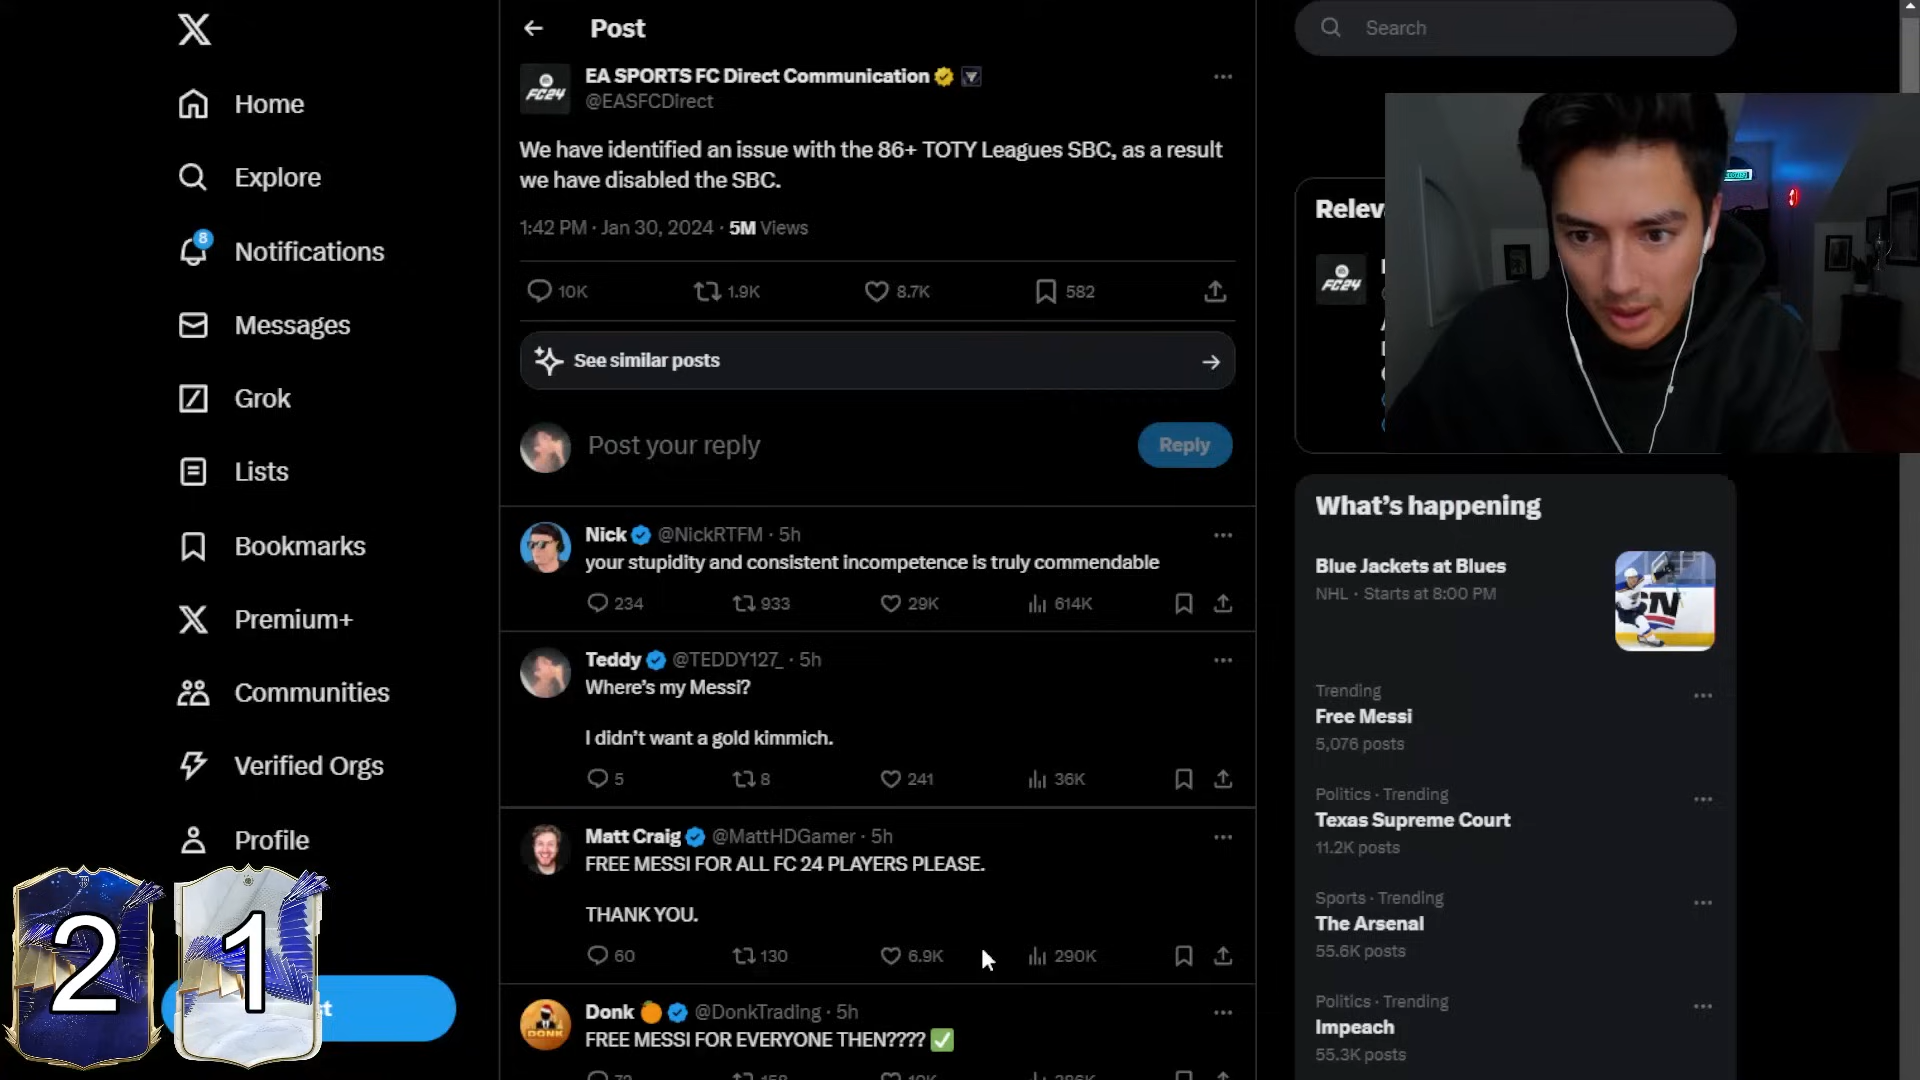 Post
Search
EA SPORTS FC Direct Communication
@EASFCDirect
FC24
We have identified an issue with the 86+ TOTY Leagues SBC, as a result
we have disabled the SBC.
1:42 PM · Jan 30, 2024 · 5M Views
10K
1.9K
8.7K
582
See similar posts
Post your reply
Reply
Nick @NickRTFM · 5h
your stupidity and consistent incompetence is truly commendable
234
933
29K
614K
Teddy @TEDDY127_ · 5h
Where's my Messi?
I didn't want a gold kimmich.
5
8
241
36K
Matt Craig @MattHDGamer · 5h
FREE MESSI FOR ALL FC 24 PLAYERS PLEASE.
THANK YOU.
60
130
6.9K
290K
Donk @DonkTrading · 5h
DONK
FREE MESSI FOR EVERYONE THEN????
Home
Explore
8
Notifications
Messages
Grok
Lists
Bookmarks
Premium+
Communities
Verified Orgs
Profile
2
1
FC24
What's happening
Blue Jackets at Blues
NHL · Starts at 8:00 PM
Trending
Free Messi
5,076 posts
Politics · Trending
Texas Supreme Court
11.2K posts
Sports · Trending
The Arsenal
55.6K posts
Politics · Trending
Impeach
55.3K posts